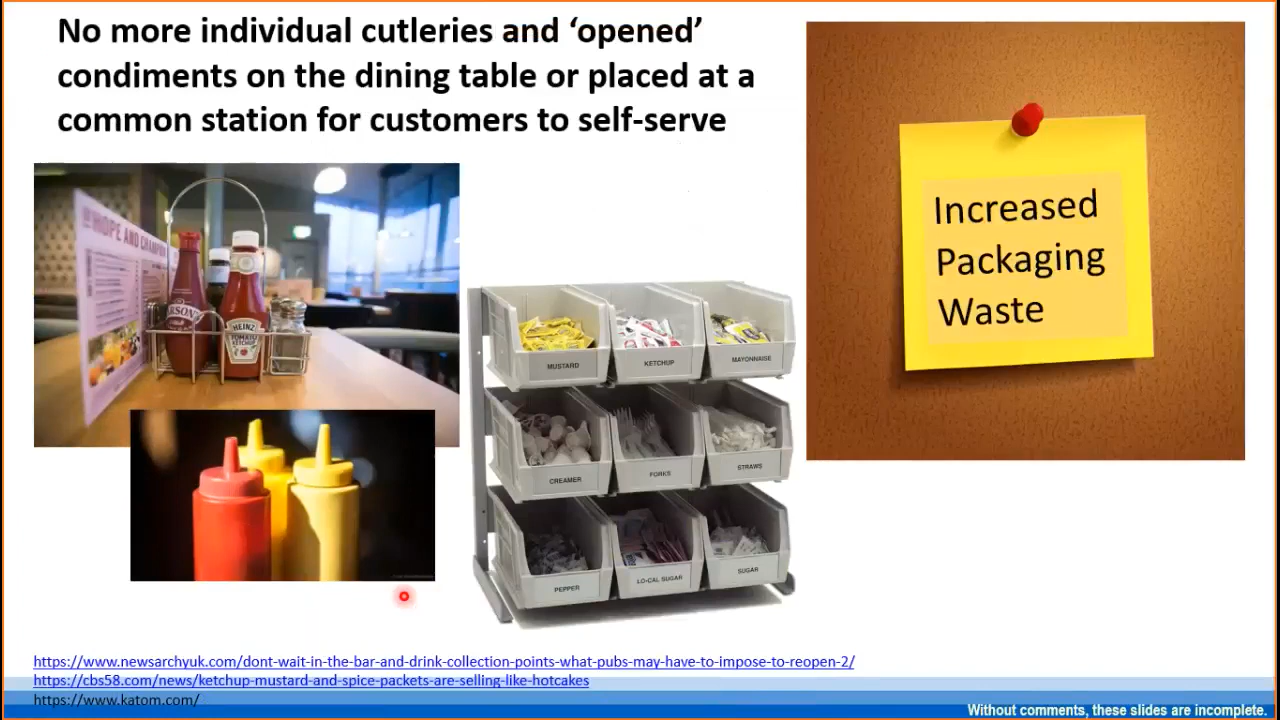 No more individual cutleries and ‘opened’
condiments on the dining table or placed at a
common station for customers to self-serve
Increased
Packaging
Waste
HOPE AND CHAMPION
HEINZ
TOMATO
KETCHUP
MUSTARD
KETCHUP
MAYONNAISE
CREAMER
FORKS
STRAWS
PEPPER
LO-CAL SUGAR
SUGAR
https://www.newsarchyuk.com/dont-wait-in-the-bar-and-drink-collection-points-what-pubs-may-have-to-impose-to-reopen-2/
https://cbs58.com/news/ketchup-mustard-and-spice-packets-are-selling-like-hotcakes
https://www.katom.com/
Without comments, these slides are incomplete.